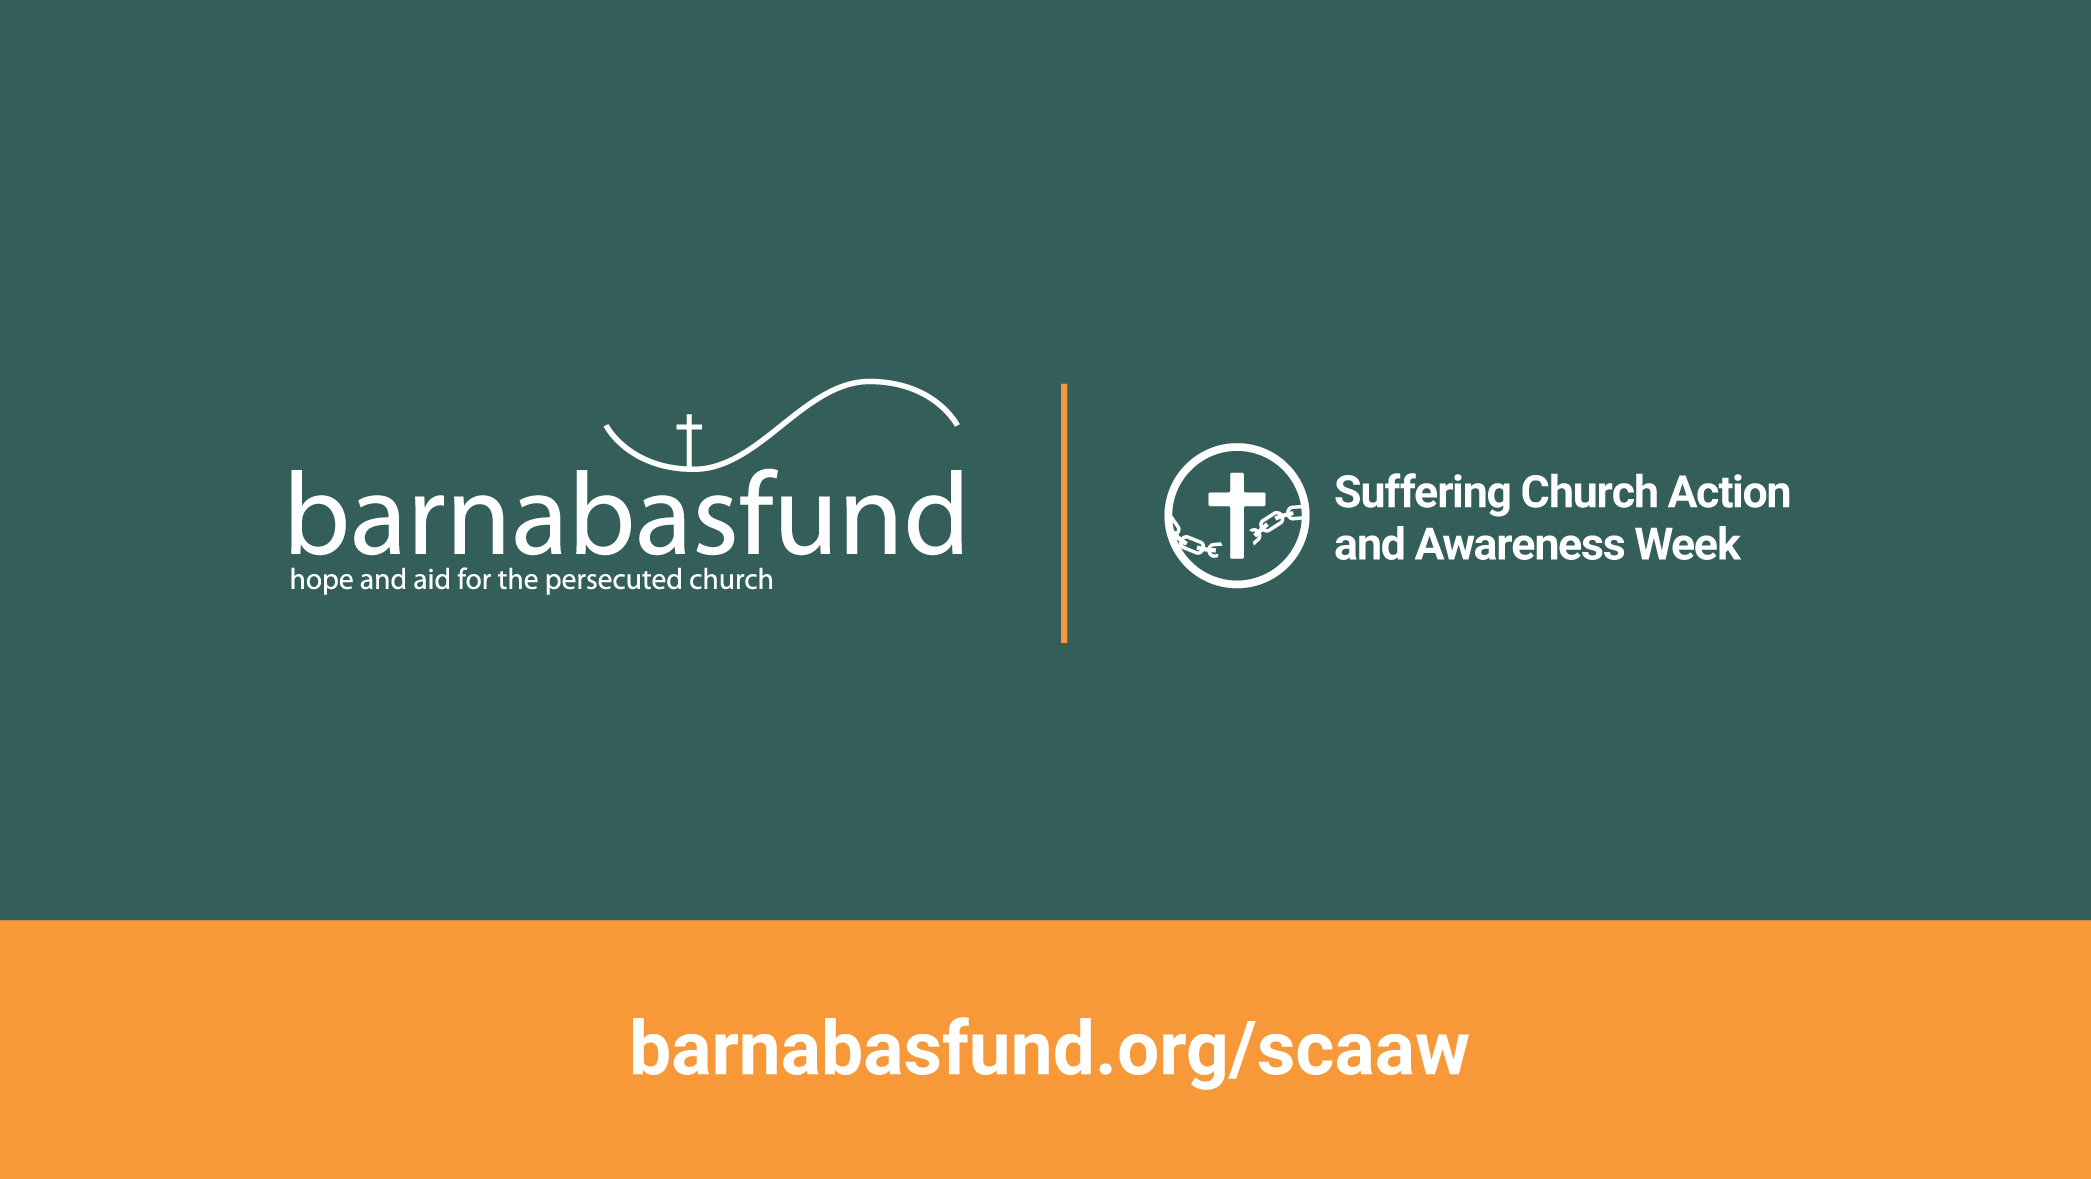 barnabasfund
hope and aid for the persecuted church
Suffering Church Action
and Awareness Week
barnabasfund.org/scaaw